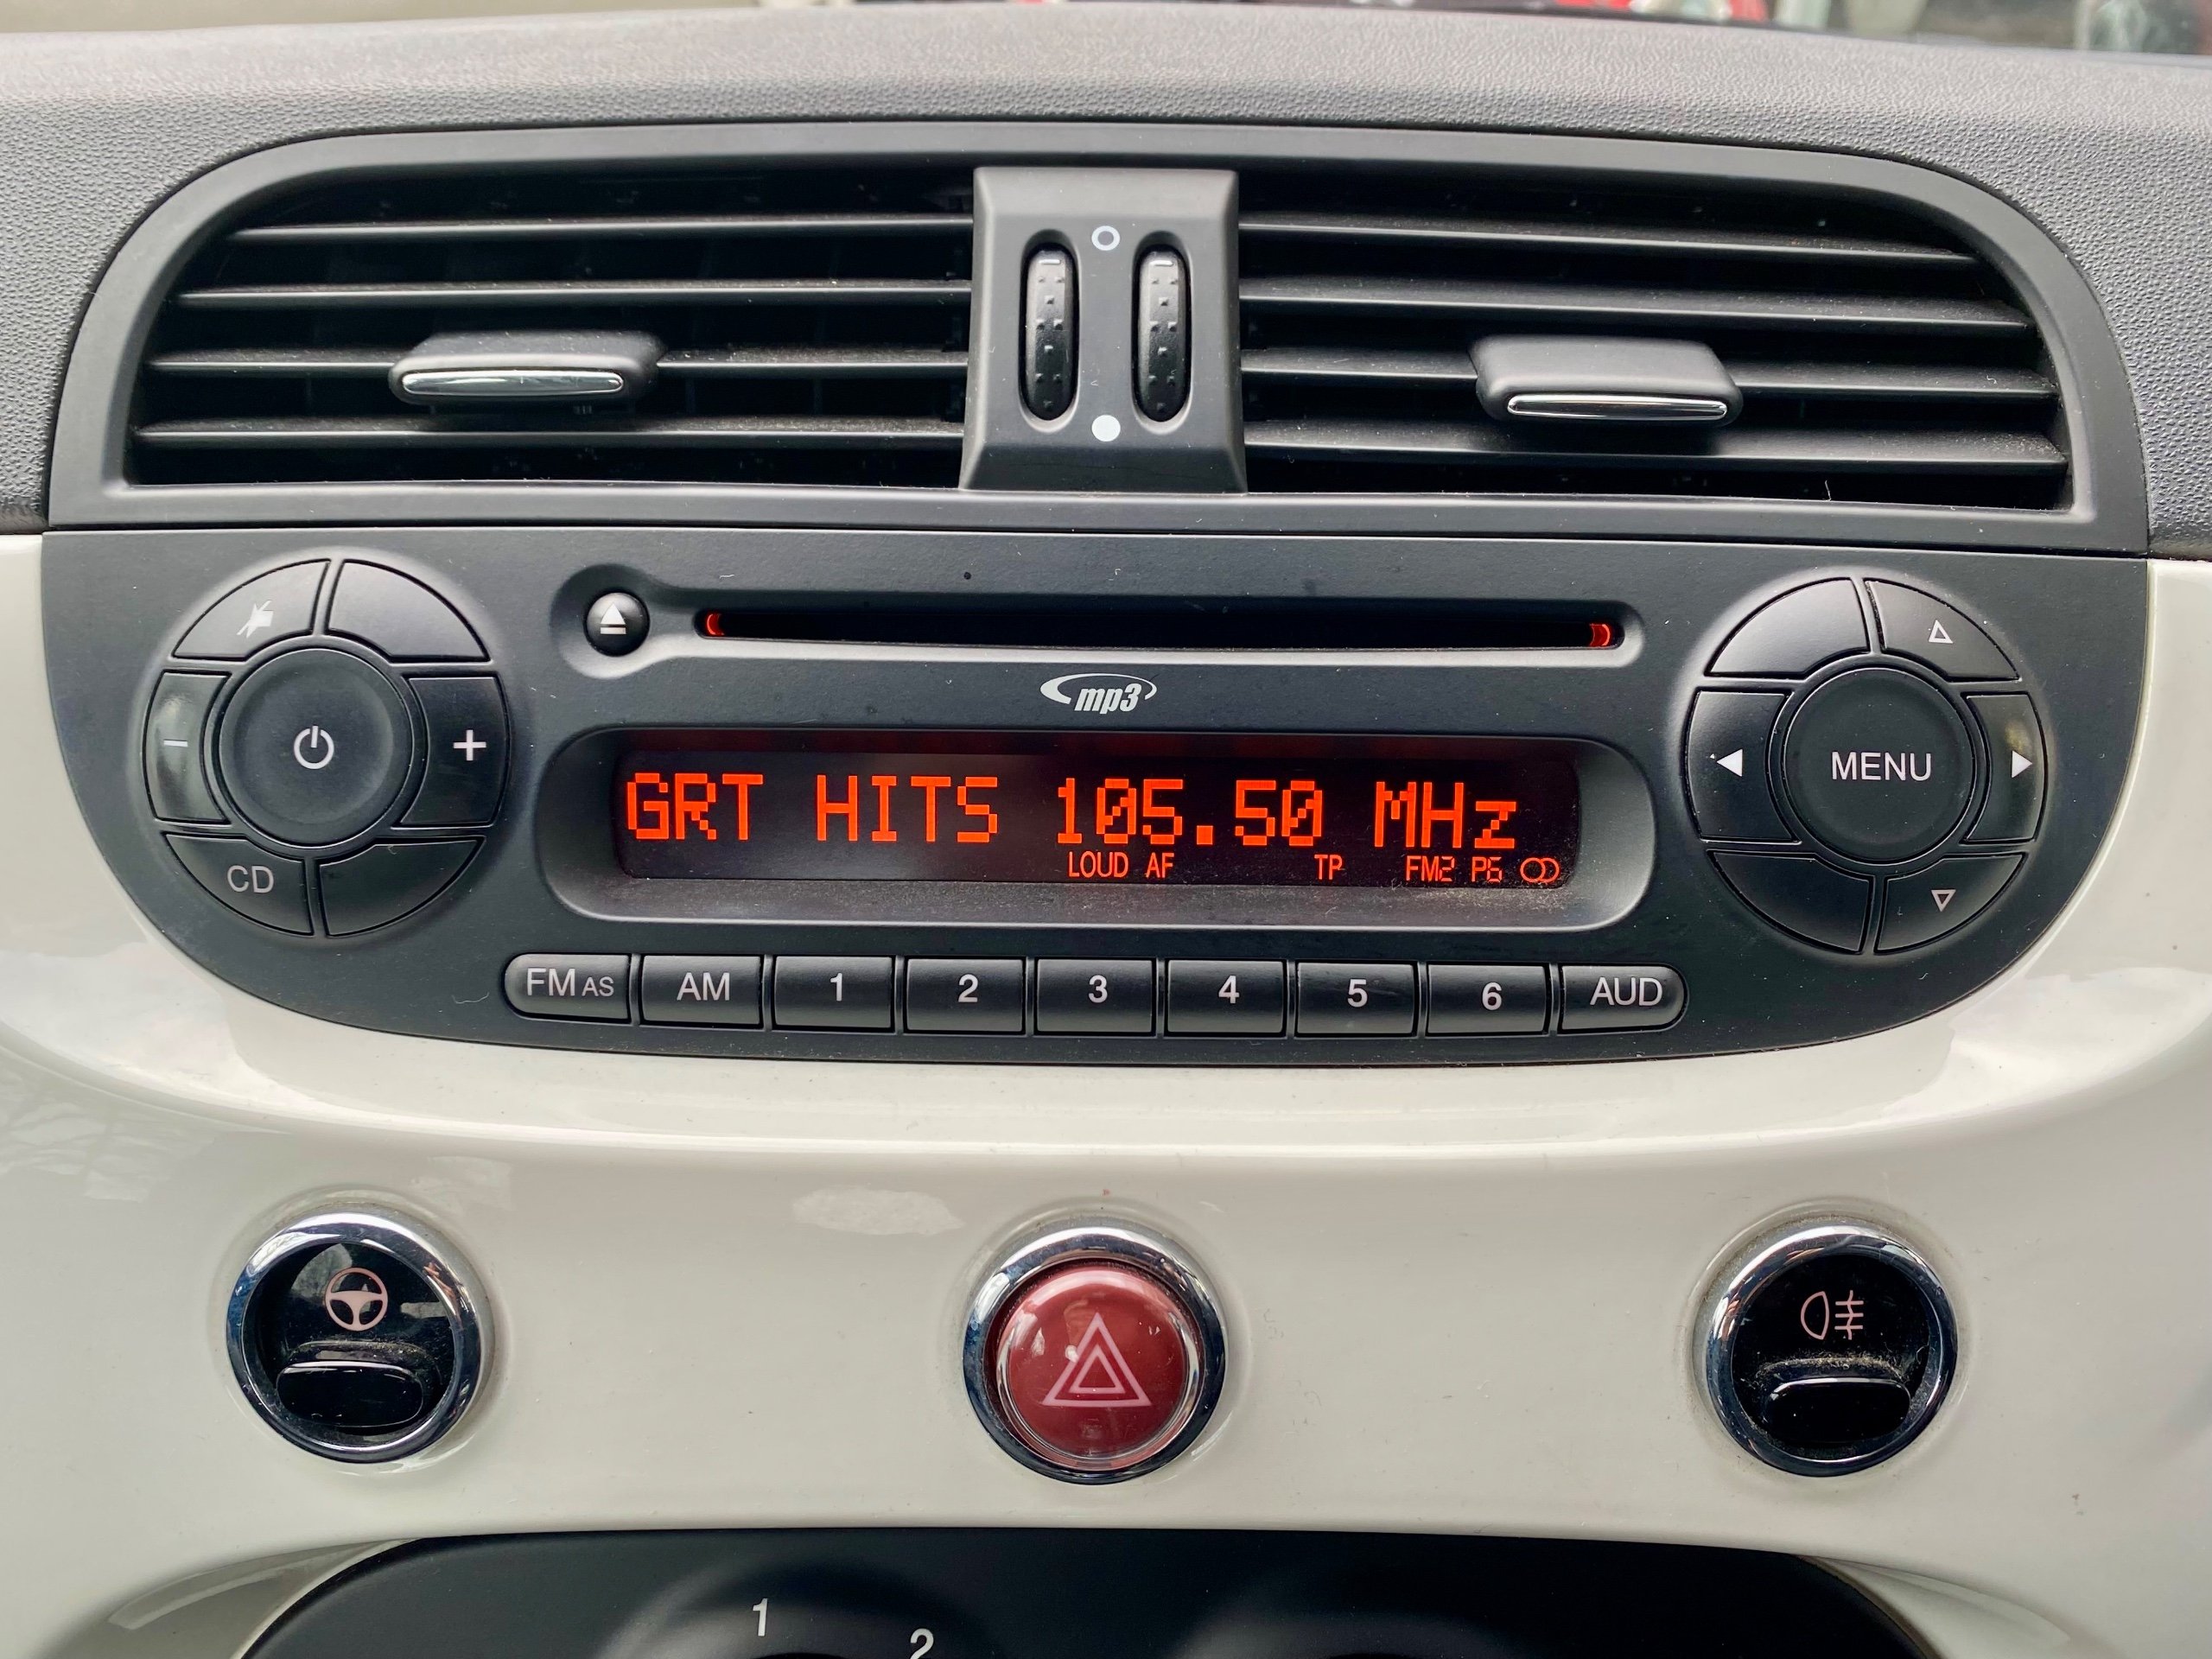 mp3
GRT HITS 105.50 MHz
LOUD AF TP FM2 P6
MENU
CD
FM AS AM 1 2 3 4 5 6 AUD
1
2